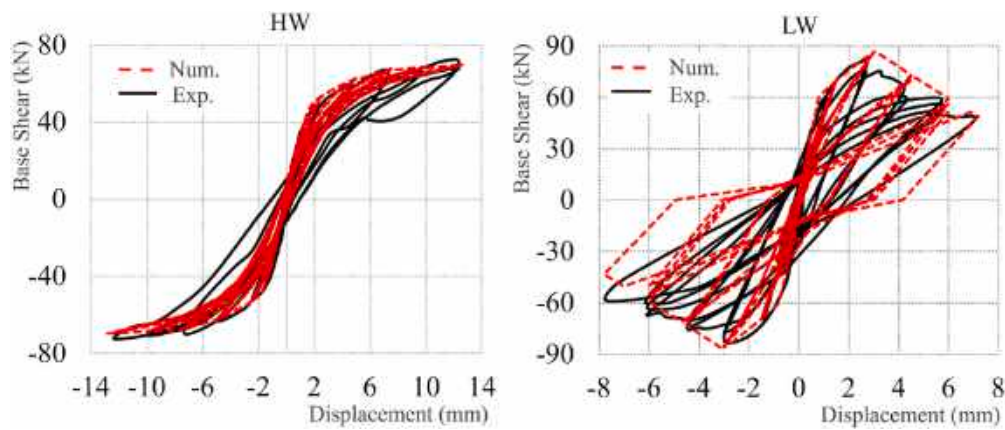 HW
Base Shear (kN)
80
40
0
-40
-80
Num.
Exp.
-14 -10 -6 -2 2 6 10 14
Displacement (mm)
LW
Base Shear (kN)
90
60
30
0
-30
-60
-90
Num.
Exp.
-8 -6 -4 -2 0 2 4 6 8
Displacement (mm)